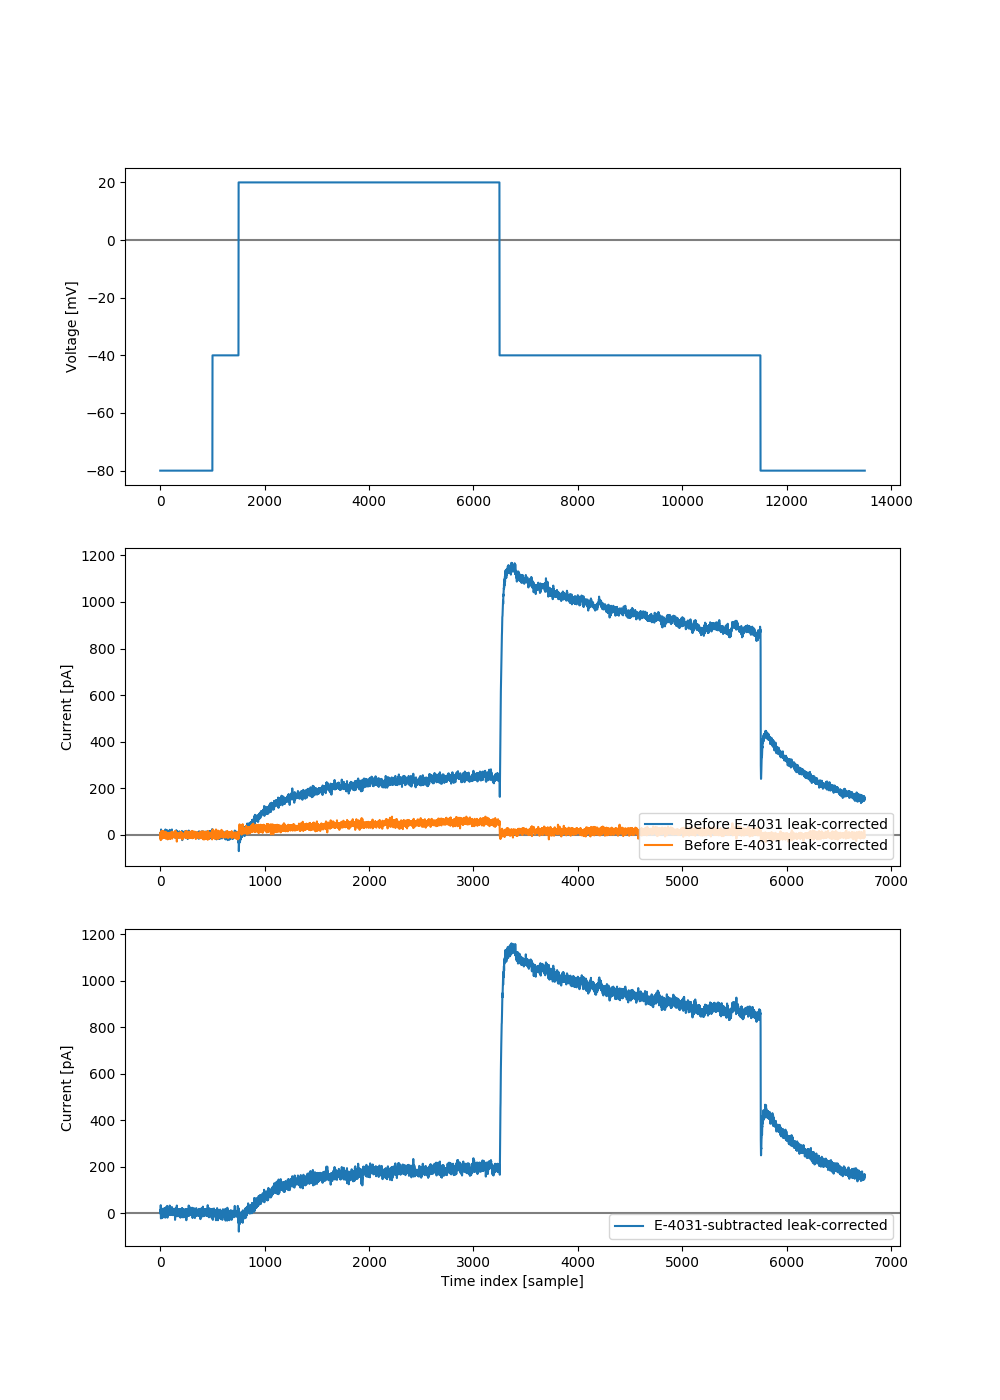 20
0
−20
−40
−60
−80
Voltage [mV]
0 2000 4000 6000 8000 10000 12000 14000
1200
1000
800
600
400
200
0
Current [pA]
Before E-4031 leak-corrected
Before E-4031 leak-corrected
0 1000 2000 3000 4000 5000 6000 7000
1200
1000
800
600
400
200
0
Current [pA]
E-4031-subtracted leak-corrected
0 1000 2000 3000 4000 5000 6000 7000
Time index [sample]